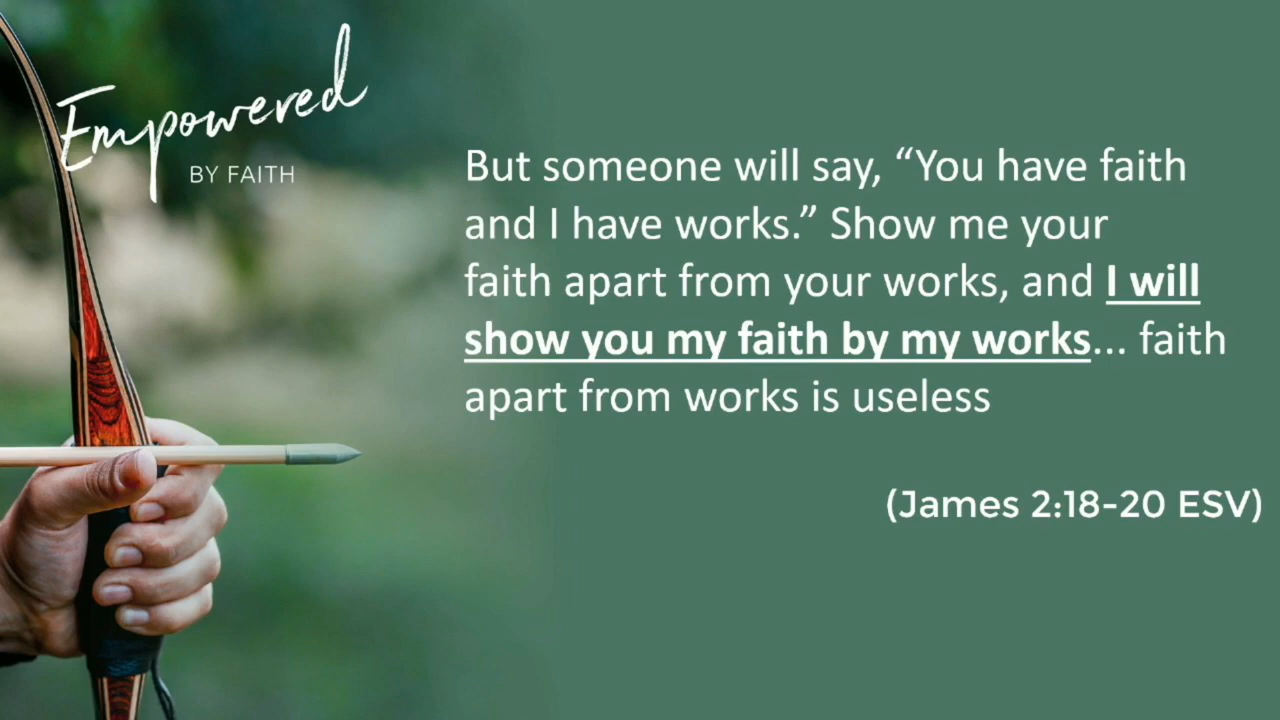 Empowered
BY FAITH
But someone will say, “You have faith
and I have works.” Show me your
faith apart from your works, and I will
show you my faith by my works... faith
apart from works is useless
(James 2:18-20 ESV)